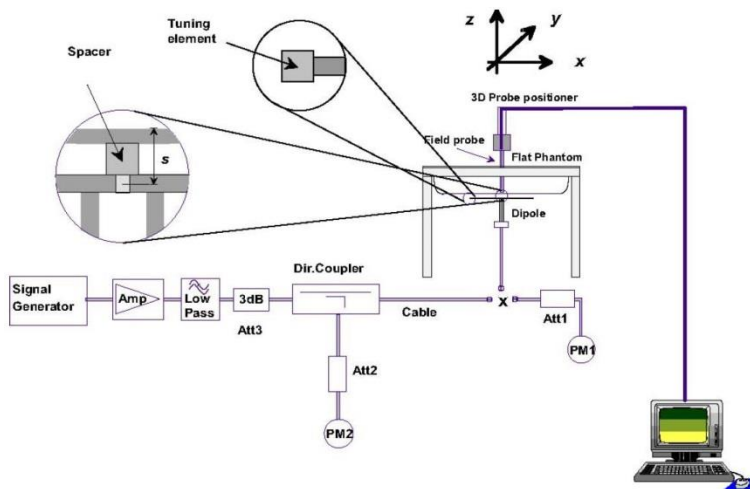 Tuning
element
Spacer
s
z
y
x
3D Probe positioner
Field probe
Flat Phantom
Dipole
Dir.Coupler
Signal
Generator
Amp
Low
Pass
3dB
Att3
Cable
x
Att1
PM1
Att2
PM2